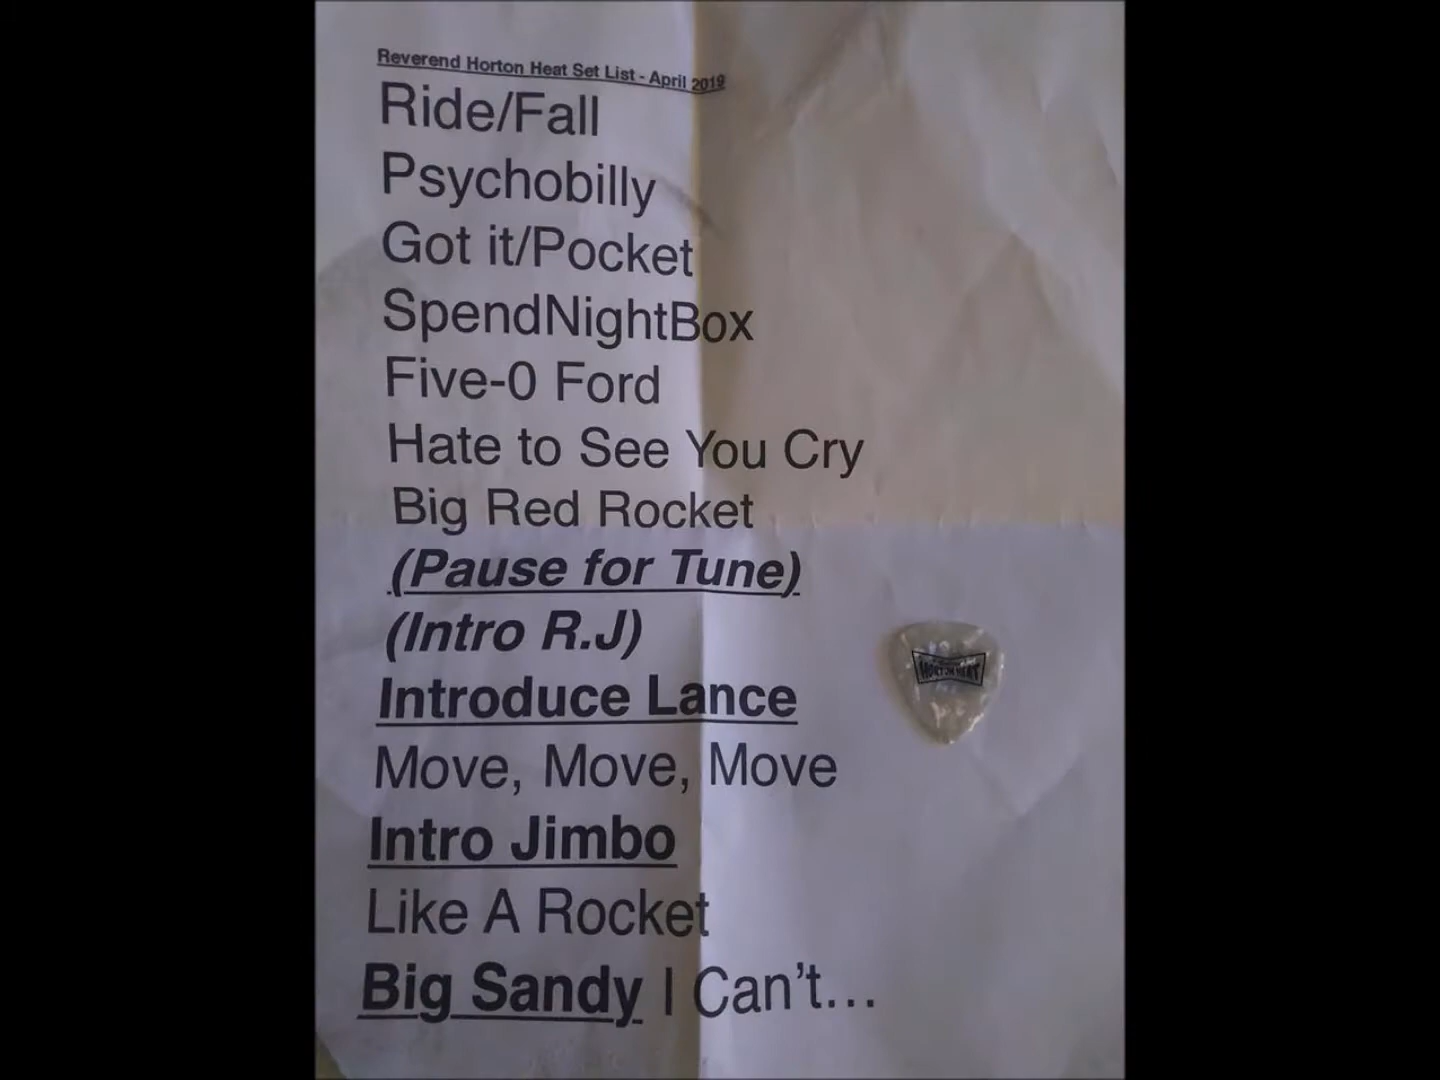 Reverend Horton Heat Set List - April 2019
Ride/Fall
Psychobilly
Got it/Pocket
SpendNightBox
Five-0 Ford
Hate to See You Cry
Big Red Rocket
(Pause for Tune)
(Intro R.J)
Introduce Lance
Move, Move, Move
Intro Jimbo
Like A Rocket
Big Sandy I Can't...
HORTON HEAT